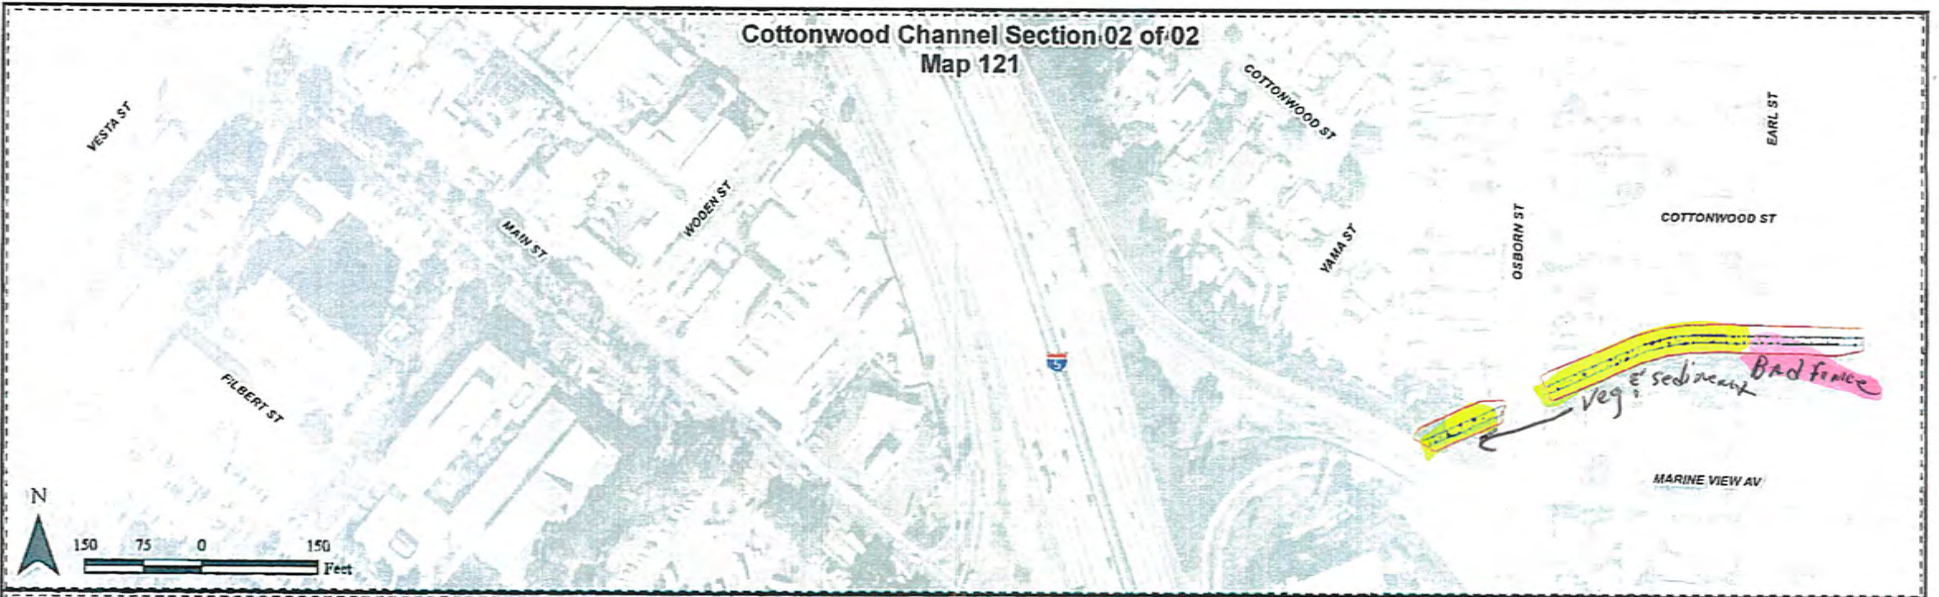 Cottonwood Channel Section 02 of 02
Map 121
VESTA ST
COTTONWOOD ST
EARL ST
WODEN ST
MAIN ST
YAMA ST
OSBORN ST
COTTONWOOD ST
5
FILBERT ST
Veg & sediment
Bad fence
MARINE VIEW AV
N
150 75 0 150
Feet